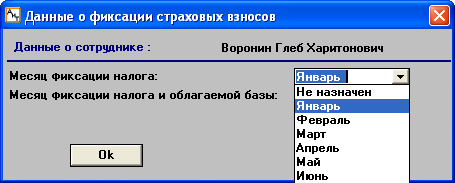 Данные о фиксации страховых взносов
Данные о сотруднике : Воронин Глеб Харитонович
Месяц фиксации налога: Январь
Месяц фиксации налога и облагаемой базы: Не назначен
Январь
Февраль
Март
Апрель
Май
Июнь
Ok